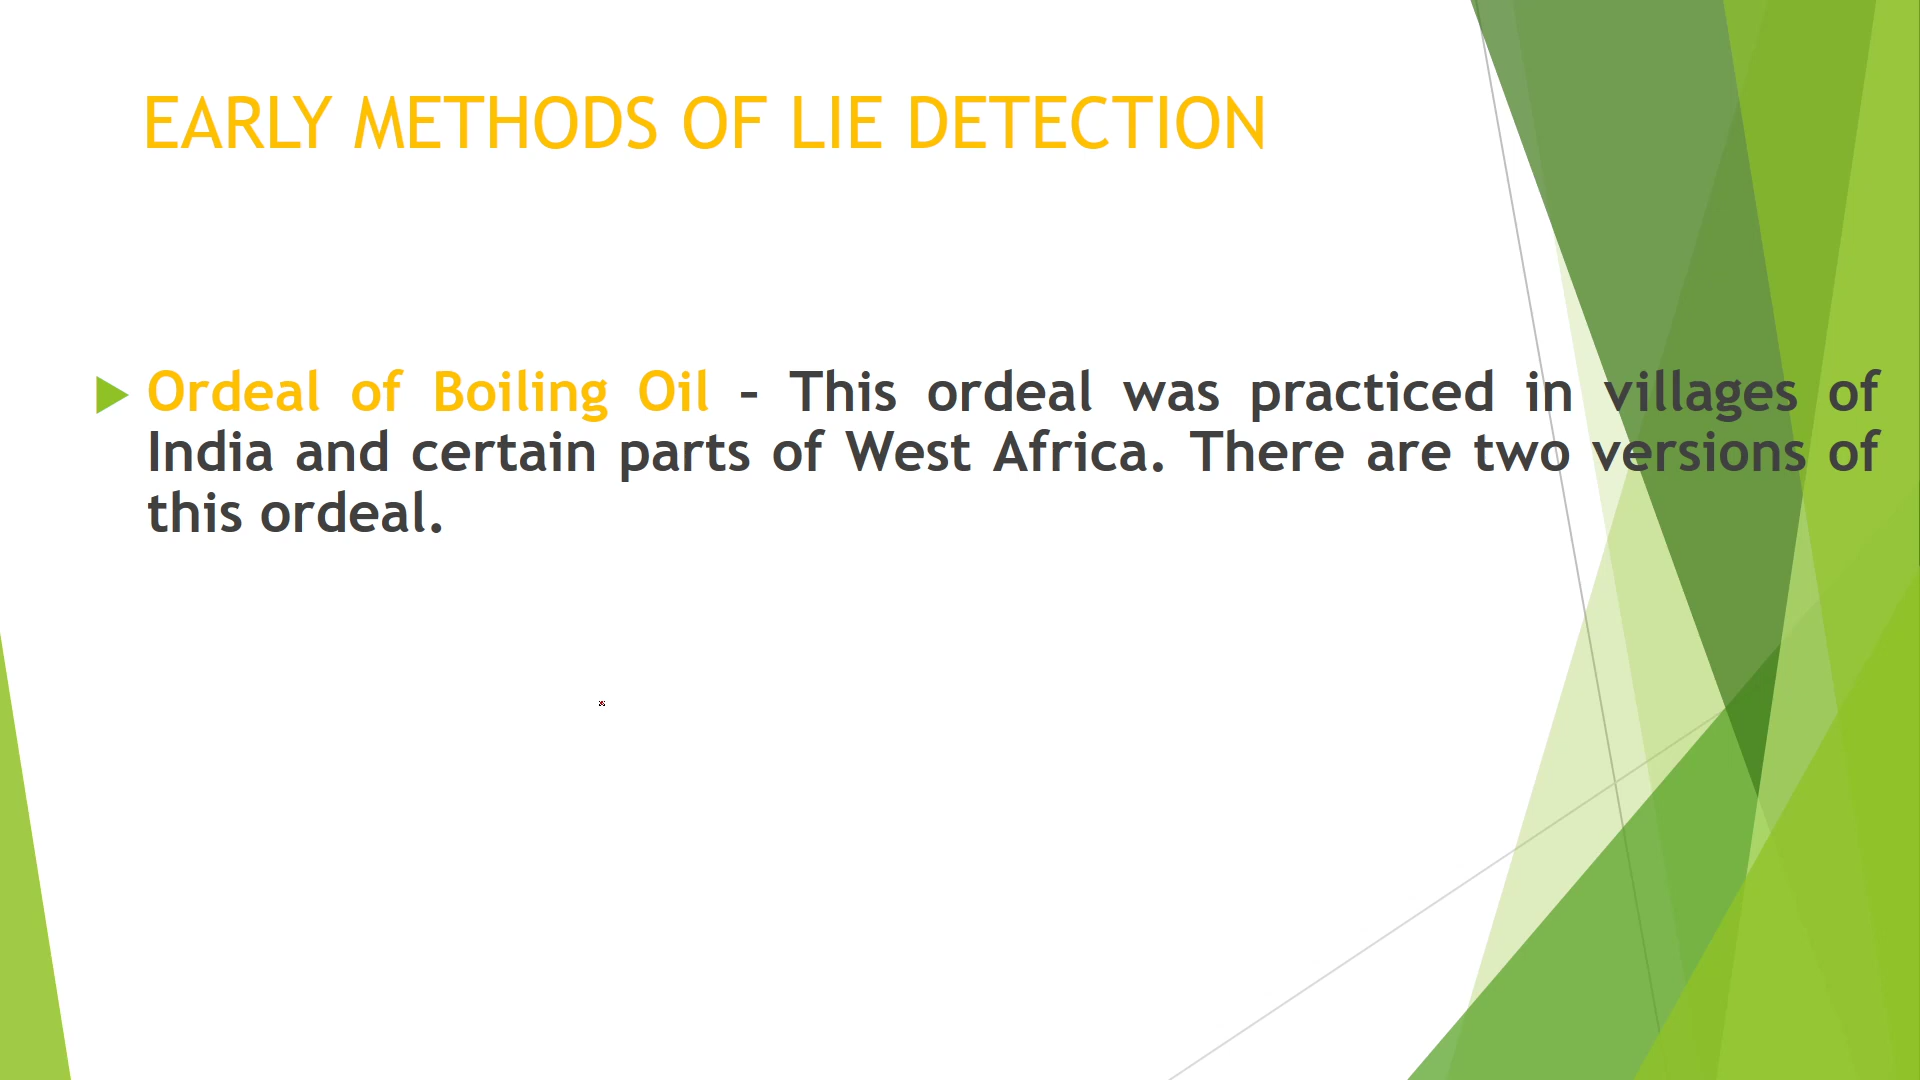 EARLY METHODS OF LIE DETECTION
Ordeal of Boiling Oil – This ordeal was practiced in villages of
India and certain parts of West Africa. There are two versions of
this ordeal.